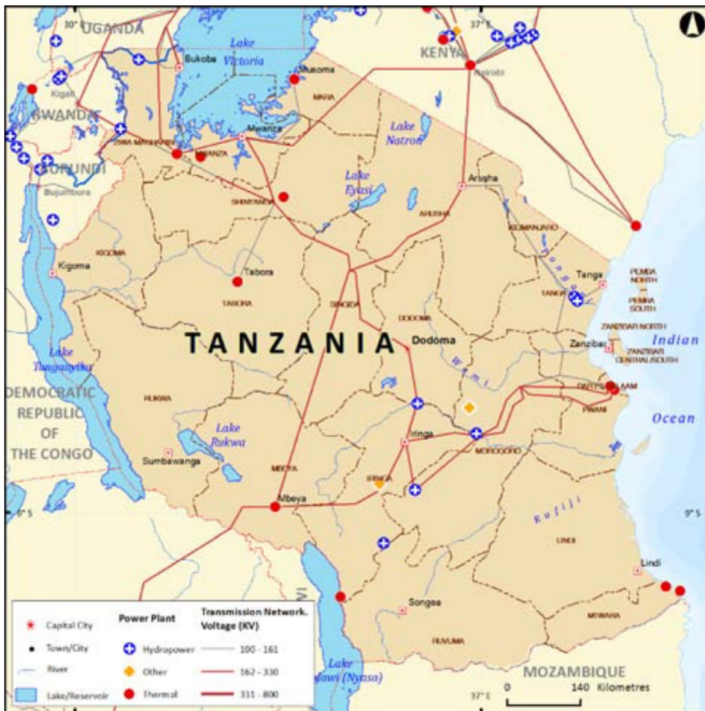 30° E
37° E
UGANDA
Lake
Victoria
KENYA
Nairobi
Bukoba
Musoma
MARA
Kigali
RWANDA
Mwanza
MWANZA
Lake
Natron
BURUNDI
Bujumbura
SHINYANGA
Lake
Eyasi
Arusha
ARUSHA
KILIMANJARO
KIGOMA
Kigoma
Tabora
TABORA
SINGIDA
DODOMA
TANGA
Tanga
PEMBA
NORTH
PEMBA
SOUTH
ZANZIBAR NORTH
Zanzibar
ZANZIBAR
CENTRAL/SOUTH
Indian
Ocean
TANZANIA
Dodoma
Wami
Lake
Tanganyika
DEMOCRATIC
REPUBLIC
OF
THE CONGO
RUKWA
Lake
Rukwa
Sumbawanga
PWANI
Iringa
MOROGORO
MBEYA
Mbeya
IRINGA
9° S
9° S
Rufiji
LINDI
Lindi
Songea
MTWARA
RUVUMA
MOZAMBIQUE
Lake
Nawi (Nyasa)
Capital City
Town/City
River
Lake/Reservoir
Power Plant
Hydropower
Other
Thermal
Transmission Network.
Voltage (KV)
100 - 161
162 - 330
331 - 800
37° E
0
140 Kilometres